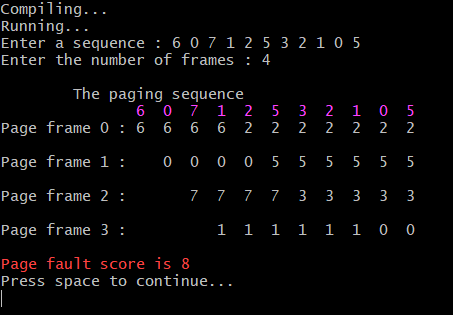 Compiling...
Running...
Enter a sequence : 6 0 7 1 2 5 3 2 1 0 5
Enter the number of frames : 4
The paging sequence
6 0 7 1 2 5 3 2 1 0 5
Page frame 0 : 6 6 6 6 2 2 2 2 2 2 2
Page frame 1 : 0 0 0 0 5 5 5 5 5 5
Page frame 2 : 7 7 7 7 3 3 3 3 3
Page frame 3 : 1 1 1 1 1 1 0 0
Page fault score is 8
Press space to continue...